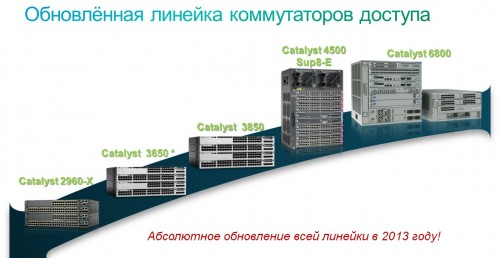 Обновлённая линейка коммутаторов доступа
Catalyst 4500
Sup8-E
Catalyst 6800
Catalyst 3850
Catalyst 3650 *
Catalyst 2960-X
Абсолютное обновление всей линейки в 2013 году!